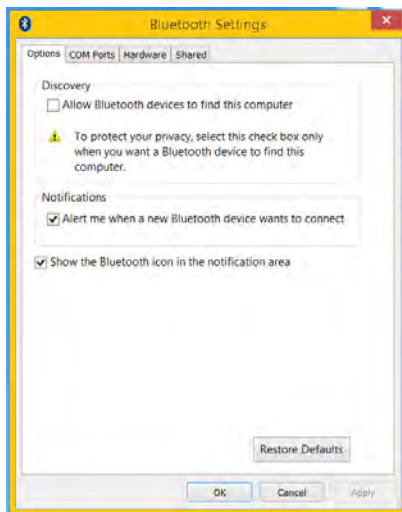 Bluetooth Settings
Options COM Ports Hardware Shared
Discovery
Allow Bluetooth devices to find this computer
To protect your privacy, select this check box only
when you want a Bluetooth device to find this
computer.
Notifications
Alert me when a new Bluetooth device wants to connect
Show the Bluetooth icon in the notification area
Restore Defaults
OK Cancel Apply